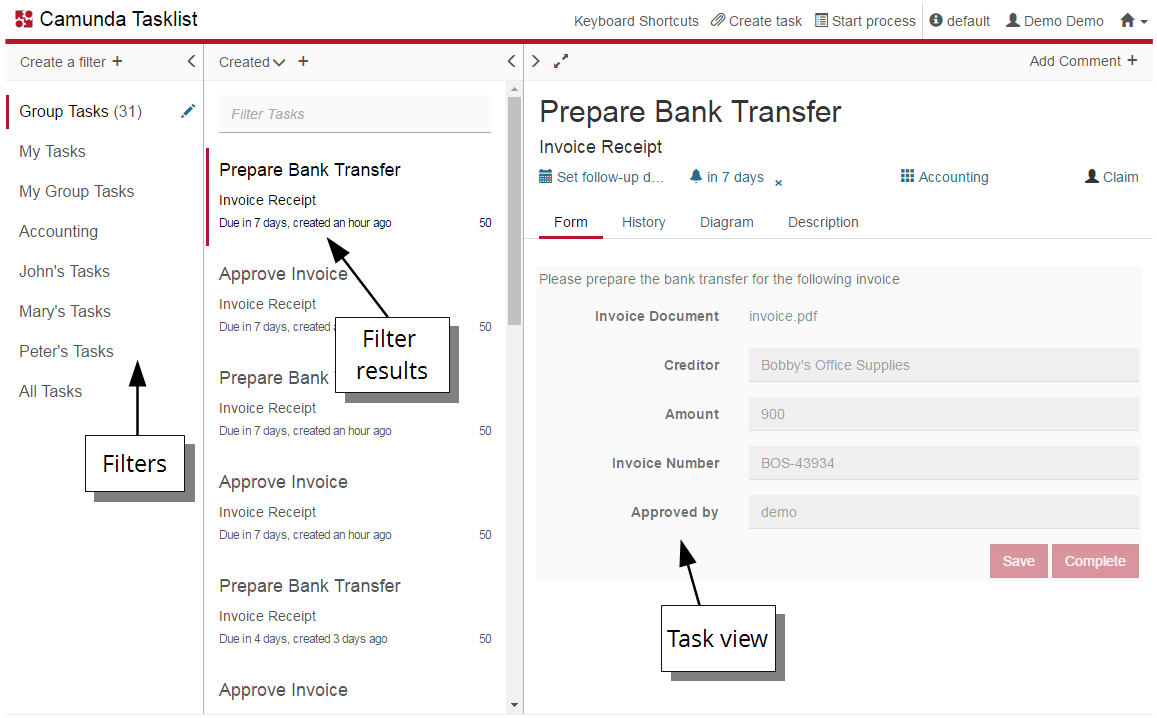 Camunda Tasklist
Keyboard Shortcuts Create task Start process default Demo Demo
Create a filter +
Group Tasks (31)
My Tasks
My Group Tasks
Accounting
John's Tasks
Mary's Tasks
Peter's Tasks
All Tasks
Filters
Created +
Filter Tasks
Prepare Bank Transfer
Invoice Receipt
Due in 7 days, created an hour ago 50
Approve Invoice
Invoice Receipt
Due in 7 days, created 50
Filter
results
Prepare Bank
Invoice Receipt
Due in 7 days, created an hour ago 50
Approve Invoice
Invoice Receipt
Due in 7 days, created an hour ago 50
Prepare Bank Transfer
Invoice Receipt
Due in 4 days, created 3 days ago 50
Approve Invoice
Add Comment +
Prepare Bank Transfer
Invoice Receipt
Set follow-up d... in 7 days × Accounting Claim
Form History Diagram Description
Please prepare the bank transfer for the following invoice
Invoice Document invoice.pdf
Creditor Bobby's Office Supplies
Amount 900
Invoice Number BOS-43934
Approved by demo
Save Complete
Task view